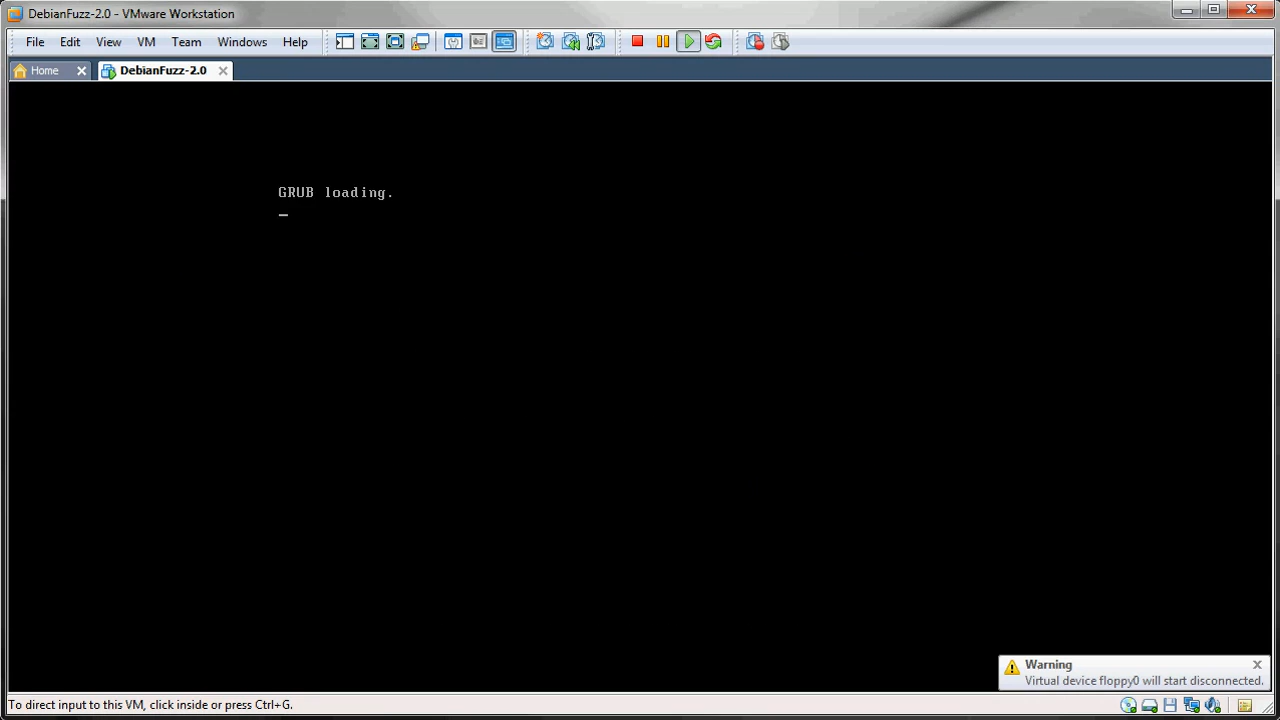 DebianFuzz-2.0 - VMware Workstation
File Edit View VM Team Windows Help
Home DebianFuzz-2.0
GRUB loading.
_
Warning
Virtual device floppy0 will start disconnected.
To direct input to this VM, click inside or press Ctrl+G.